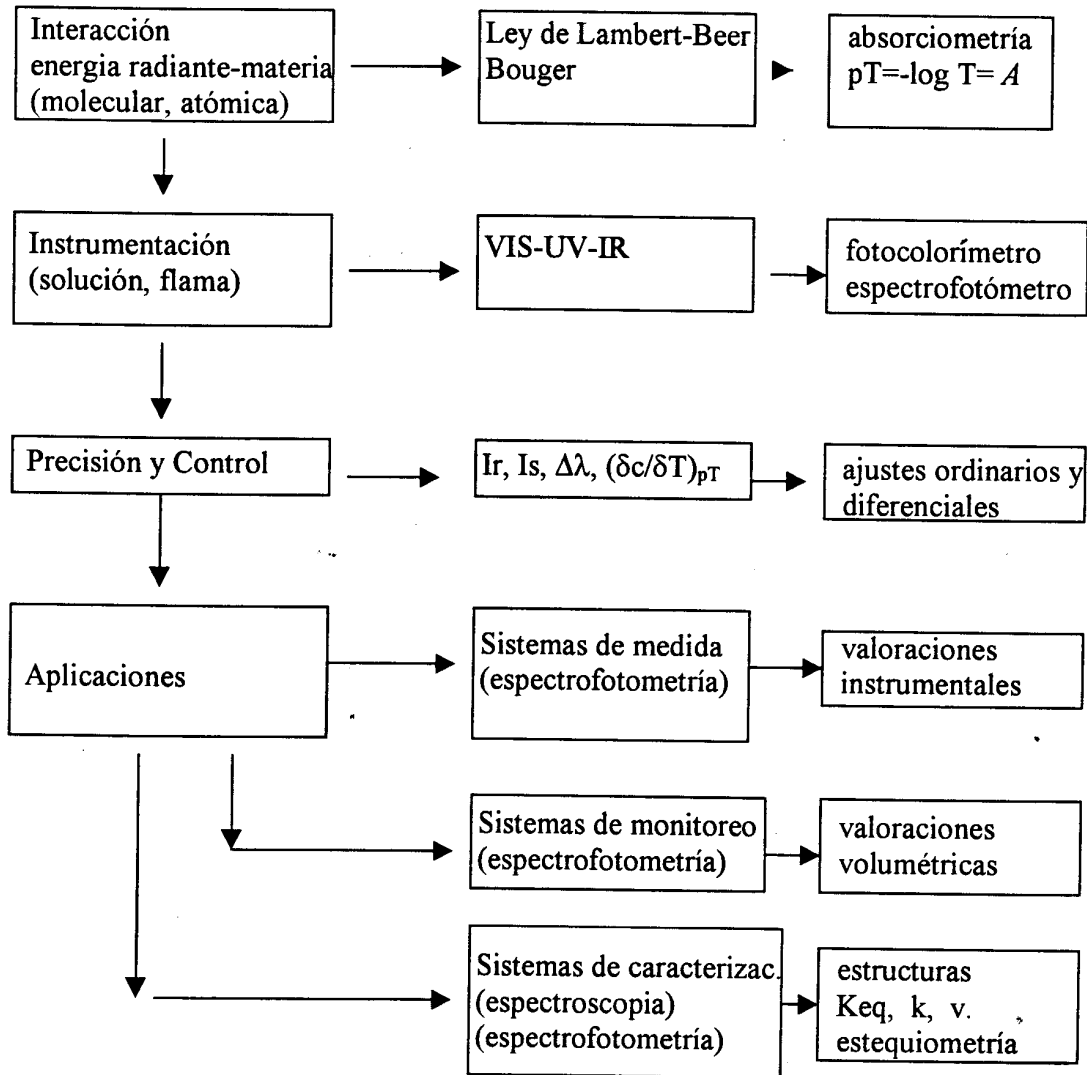 Interacción
energia radiante-materia
(molecular, atómica)
Ley de Lambert-Beer
Bouger
absorciometría
pT=-log T= A
Instrumentación
(solución, flama)
VIS-UV-IR
fotocolorímetro
espectrofotómetro
Precisión y Control
Ir, Is, Δλ, (δc/δT)pT
ajustes ordinarios y
diferenciales
Aplicaciones
Sistemas de medida
(espectrofotometría)
valoraciones
instrumentales
Sistemas de monitoreo
(espectrofotometría)
valoraciones
volumétricas
Sistemas de caracterizac.
(espectroscopia)
(espectrofotometría)
estructuras
Keq, k, v.
estequiometría